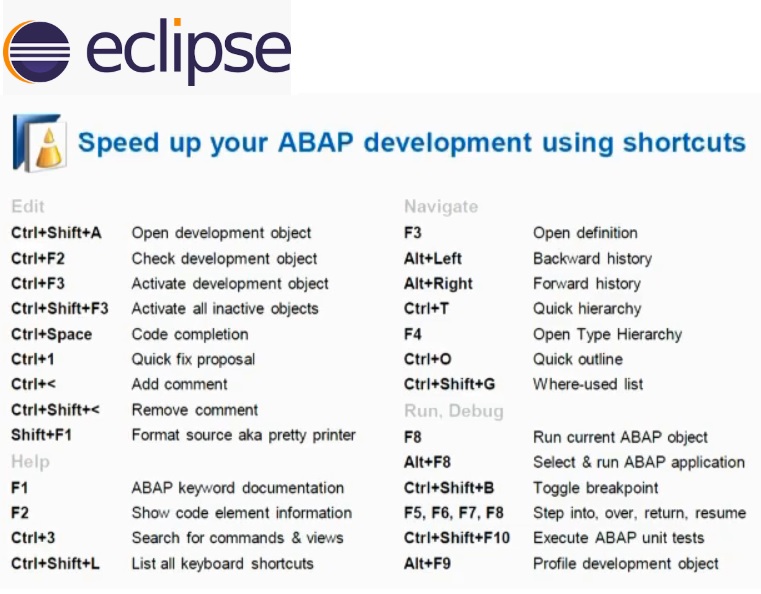 eclipse
Speed up your ABAP development using shortcuts
Edit
Ctrl+Shift+A Open development object
Ctrl+F2 Check development object
Ctrl+F3 Activate development object
Ctrl+Shift+F3 Activate all inactive objects
Ctrl+Space Code completion
Ctrl+1 Quick fix proposal
Ctrl+< Add comment
Ctrl+Shift+< Remove comment
Shift+F1 Format source aka pretty printer
Help
F1 ABAP keyword documentation
F2 Show code element information
Ctrl+3 Search for commands & views
Ctrl+Shift+L List all keyboard shortcuts
Navigate
F3 Open definition
Alt+Left Backward history
Alt+Right Forward history
Ctrl+T Quick hierarchy
F4 Open Type Hierarchy
Ctrl+O Quick outline
Ctrl+Shift+G Where-used list
Run, Debug
F8 Run current ABAP object
Alt+F8 Select & run ABAP application
Ctrl+Shift+B Toggle breakpoint
F5, F6, F7, F8 Step into, over, return, resume
Ctrl+Shift+F10 Execute ABAP unit tests
Alt+F9 Profile development object